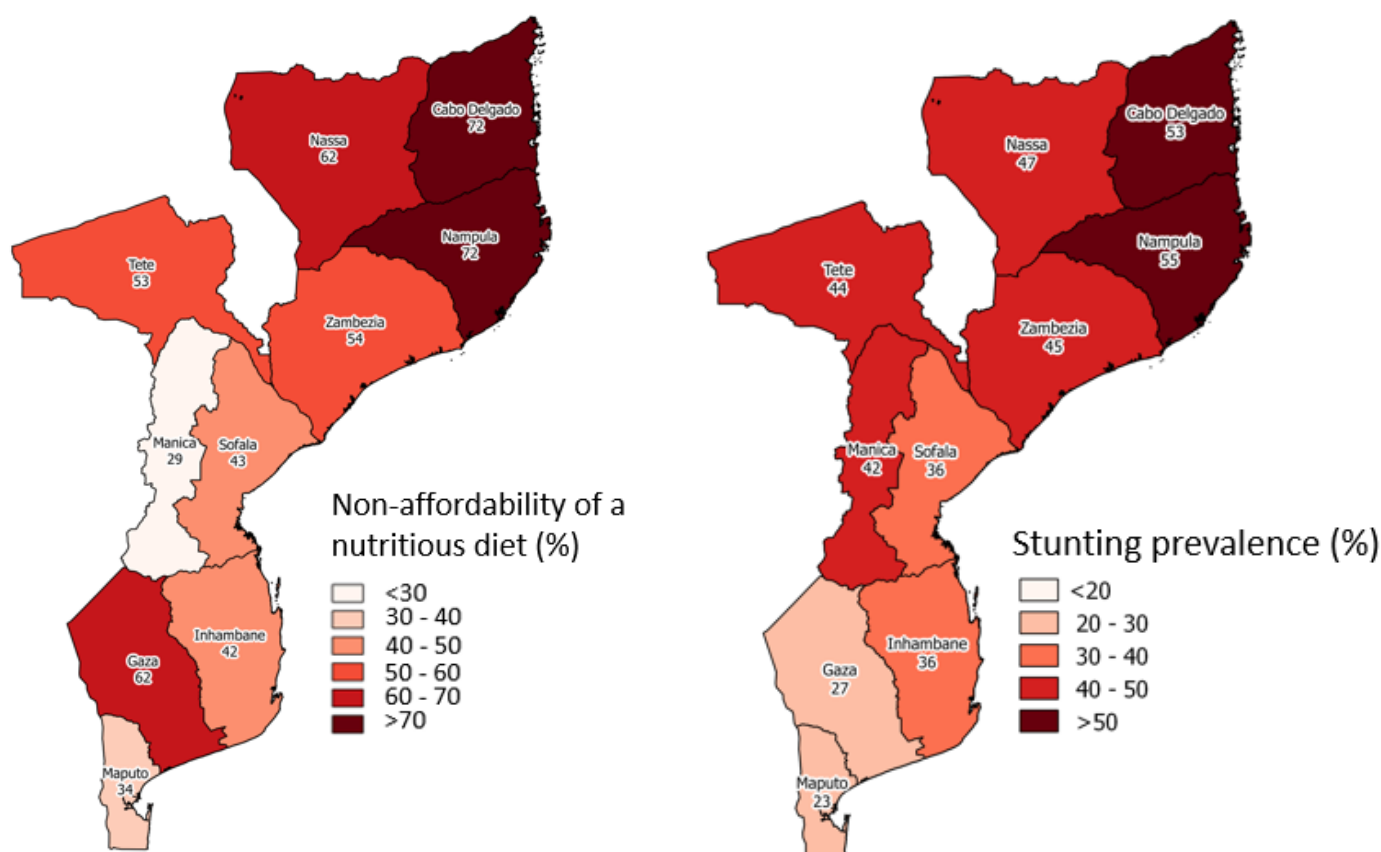 Cabo Delgado
72
Nassa
62
Nampula
72
Tete
53
Zambezia
54
Manica
29
Sofala
43
Inhambane
42
Gaza
62
Maputo
34
Non-affordability of a
nutritious diet (%)
<30
30 - 40
40 - 50
50 - 60
60 - 70
>70
Cabo Delgado
53
Nassa
47
Nampula
55
Tete
44
Zambezia
45
Manica
42
Sofala
36
Inhambane
36
Gaza
27
Maputo
23
Stunting prevalence (%)
<20
20 - 30
30 - 40
40 - 50
>50